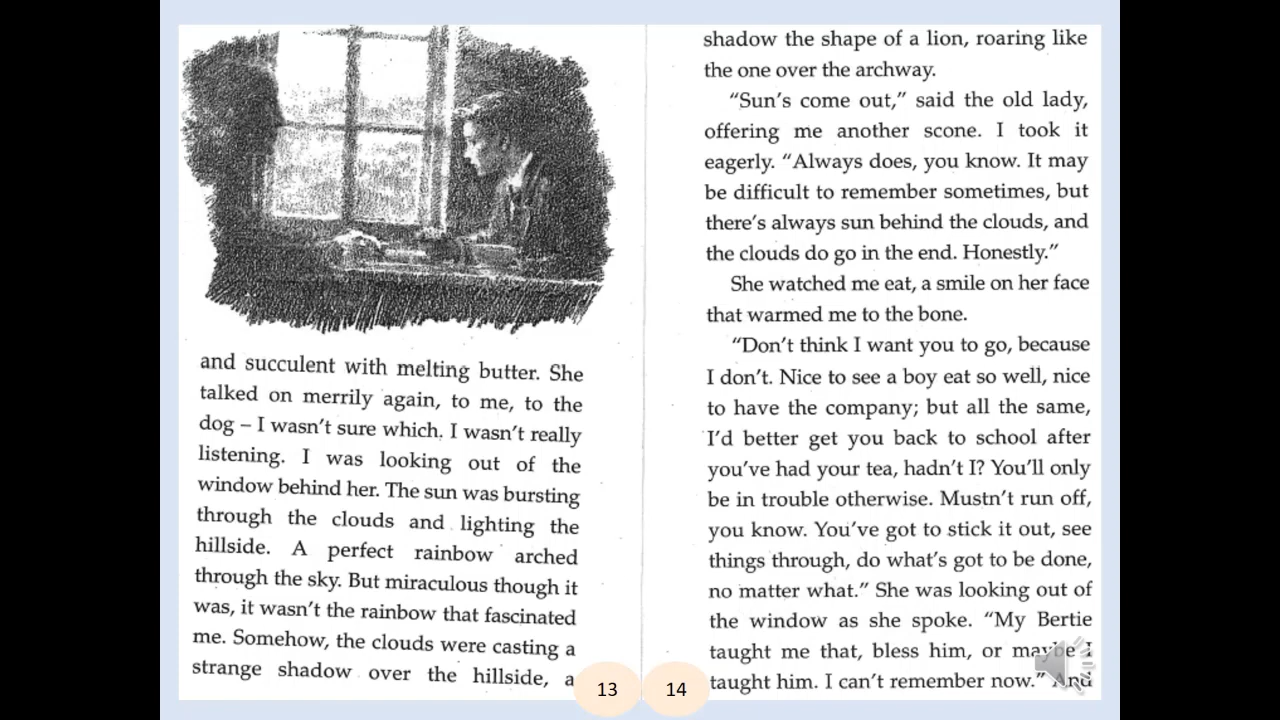 and succulent with melting butter. She
talked on merrily again, to me, to the
dog – I wasn't sure which. I wasn't really
listening. I was looking out of the
window behind her. The sun was bursting
through the clouds and lighting the
hillside. A perfect rainbow arched
through the sky. But miraculous though it
was, it wasn't the rainbow that fascinated
me. Somehow, the clouds were casting a
strange shadow over the hillside, a
13
shadow the shape of a lion, roaring like
the one over the archway.
“Sun's come out,” said the old lady,
offering me another scone. I took it
eagerly. “Always does, you know. It may
be difficult to remember sometimes, but
there's always sun behind the clouds, and
the clouds do go in the end. Honestly.”
She watched me eat, a smile on her face
that warmed me to the bone.
“Don't think I want you to go, because
I don't. Nice to see a boy eat so well, nice
to have the company; but all the same,
I'd better get you back to school after
you've had your tea, hadn't I? You'll only
be in trouble otherwise. Mustn't run off,
you know. You've got to stick it out, see
things through, do what's got to be done,
no matter what.” She was looking out of
the window as she spoke. “My Bertie
taught me that, bless him, or maybe I
taught him. I can't remember now.” And
14